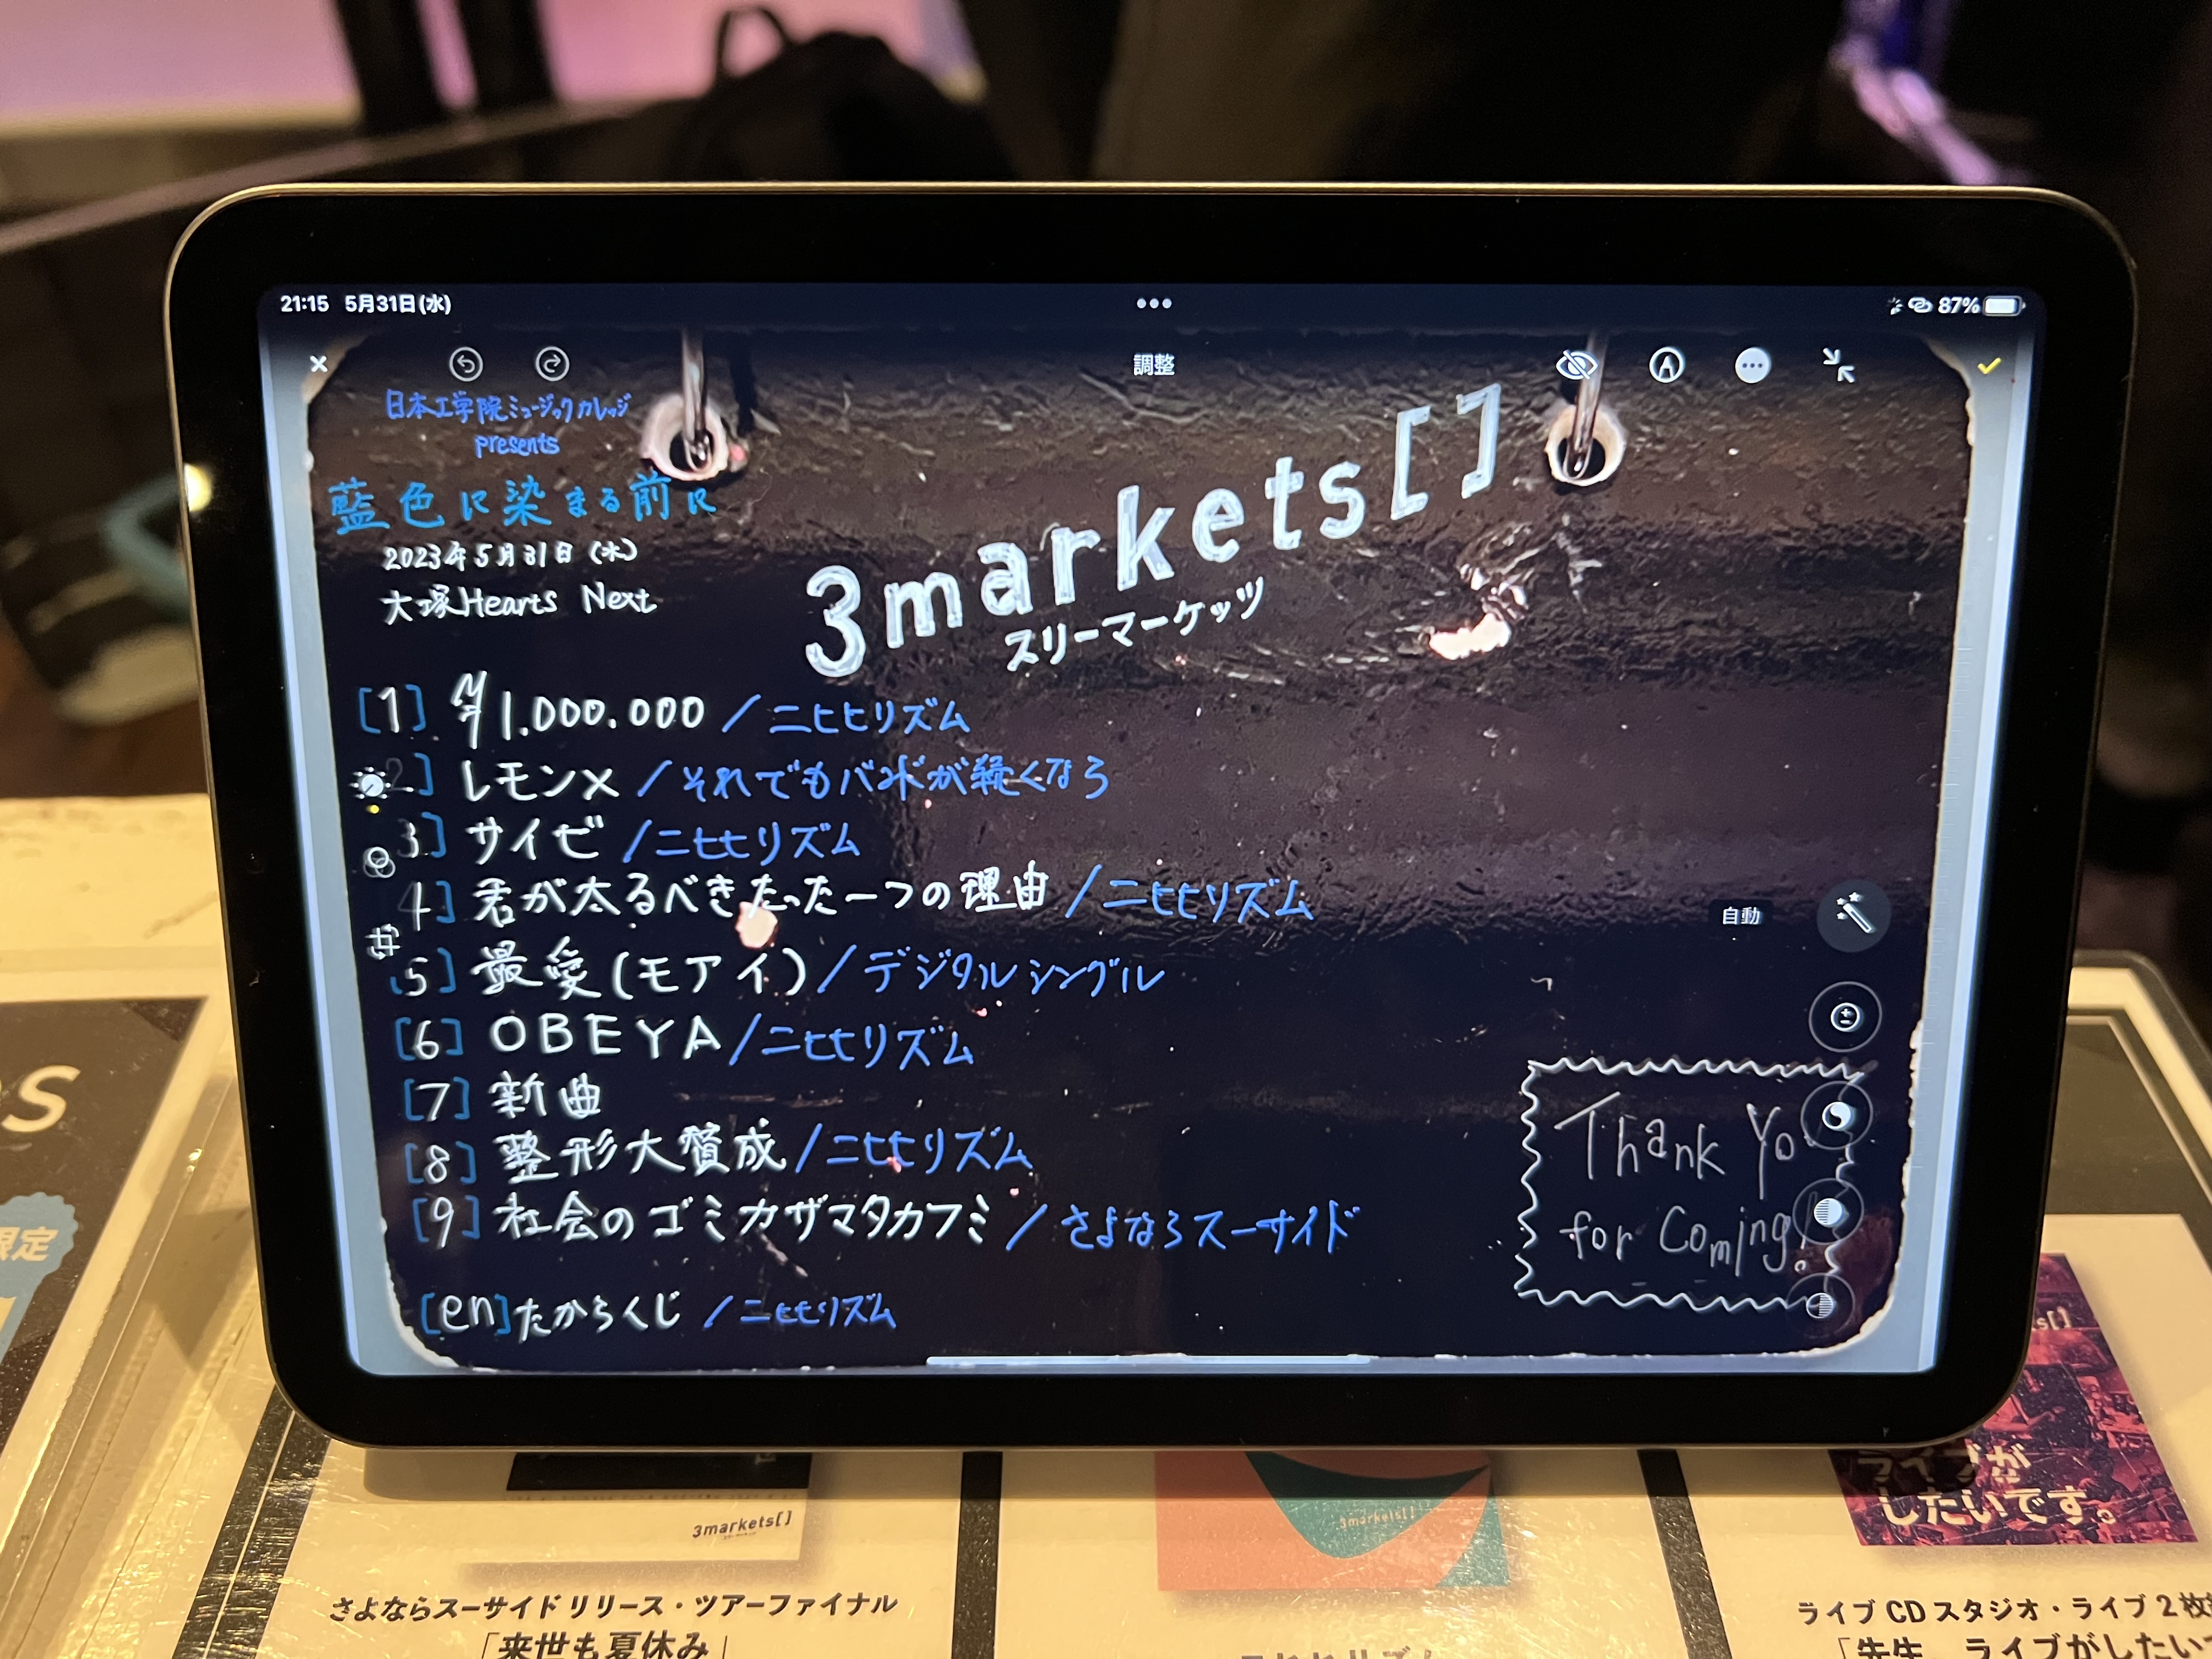 21:15 5月31日(水)
87%
調整
日本工学院ミュージックカレッジ
presents
藍色に染まる前に
2023年5月31日(水)
大塚Hearts Next
3markets[]
スリーマーケッツ
[1] ¥1.000.000/ニヒヒリズム
2] レモン×/それでもバンドが続くなら
3] サイゼ/ニヒヒリズム
4] 君が太るべきたった一つの理由/ニヒヒリズム
5] 最愛(モアイ)/デジタルシングル
[6] OBEYA/ニヒヒリズム
[7] 新曲
[8] 整形大賛成/ニヒヒリズム
[9] 社会のゴミカザマタカフミ/さよならスーサイド
[en]たからくじ/ニヒヒリズム
自動
Thank Yo
for Coming!
限定
3markets[]
3markets[]
ライブが
したいです。
さよならスーサイドリリース・ツアーファイナル
「来世も夏休み」
ライブCDスタジオ・ライブ2枚
「先生、ライブがしたい